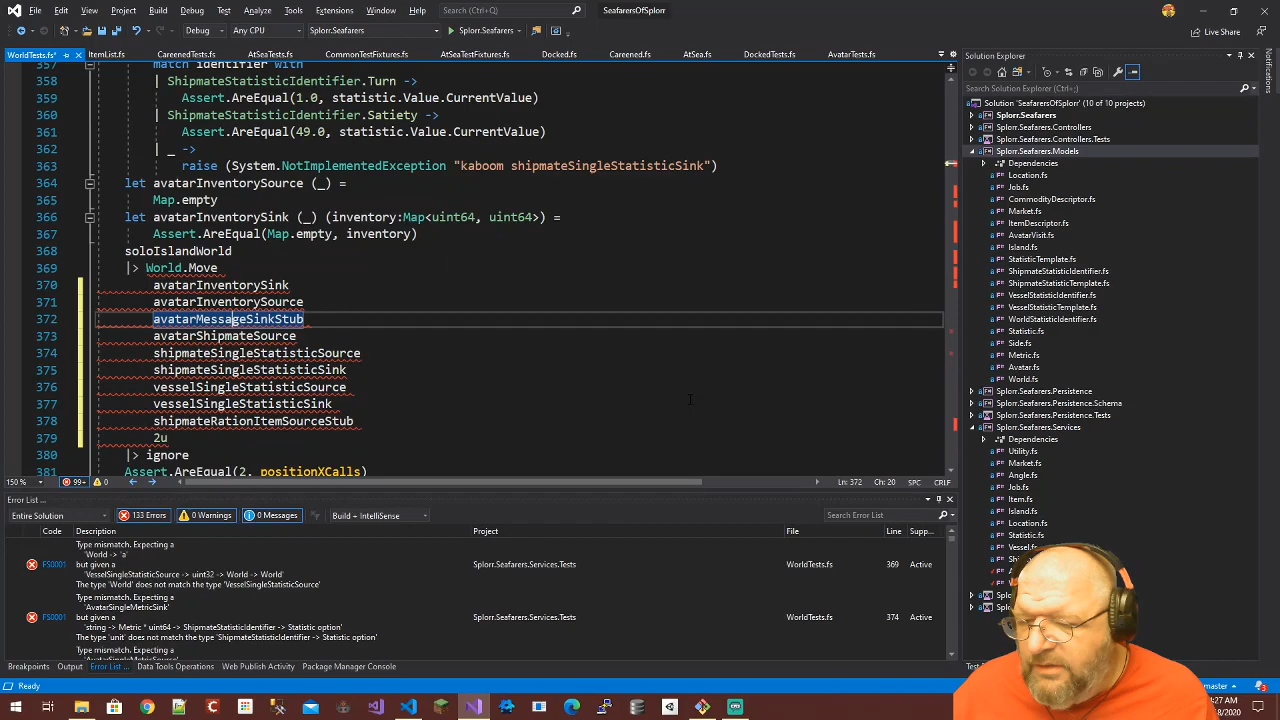 File Edit View Git Project Build Debug Test Analyze Tools Extensions Window Help Search (Ctrl+Q) SeafarersOfSplorr
Debug Any CPU Splorr.Seafarers Splorr.Seafarers Live Share
WorldTests.fs* ItemList.fs CareenedTests.fs AtSeaTests.fs CommonTestFixtures.fs AtSeaTestFixtures.fs Docked.fs Careened.fs AtSea.fs DockedTests.fs AvatarTests.fs
357 match identifier with
358 | ShipmateStatisticIdentifier.Turn ->
359 Assert.AreEqual(1.0, statistic.Value.CurrentValue)
360 | ShipmateStatisticIdentifier.Satiety ->
361 Assert.AreEqual(49.0, statistic.Value.CurrentValue)
362 | _ ->
363 raise (System.NotImplementedException "kaboom shipmateSingleStatisticSink")
364 let avatarInventorySource (_) =
365 Map.empty
366 let avatarInventorySink (_) (inventory:Map<uint64, uint64>) =
367 Assert.AreEqual(Map.empty, inventory)
368 soloIslandWorld
369 |> World.Move
370 avatarInventorySink
371 avatarInventorySource
372 avatarMessageSinkStub
373 avatarShipmateSource
374 shipmateSingleStatisticSource
375 shipmateSingleStatisticSink
376 vesselSingleStatisticSource
377 vesselSingleStatisticSink
378 shipmateRationItemSourceStub
379 2u
380 |> ignore
381 Assert.AreEqual(2, positionXCalls)
150 % 99+ 0 Ln: 372 Ch: 20 SPC CRLF
Error List ...
Entire Solution 133 Errors 0 Warnings 0 Messages Build + IntelliSense Search Error List
Code Description Project File Line Supp...
Type mismatch. Expecting a
'World -> 'a'
FS0001 but given a Splorr.Seafarers.Services.Tests WorldTests.fs 369 Active
'VesselSingleStatisticSource -> uint32 -> World -> World'
The type 'World' does not match the type 'VesselSingleStatisticSource'
Type mismatch. Expecting a
'AvatarSingleMetricSink'
FS0001 but given a Splorr.Seafarers.Services.Tests WorldTests.fs 374 Active
'string -> Metric * uint64 -> ShipmateStatisticIdentifier -> Statistic option'
The type 'unit' does not match the type 'ShipmateStatisticIdentifier -> Statistic option'
Type mismatch. Expecting a
Breakpoints Output Error List ... Data Tools Operations Web Publish Activity Package Manager Console
Ready master 3
Solution Explorer
Search Solution Explorer (Ctrl+;)
Solution 'SeafarersOfSplorr' (10 of 10 projects)
Splorr.Seafarers
Splorr.Seafarers.Controllers
Splorr.Seafarers.Controllers.Tests
Splorr.Seafarers.Models
Dependencies
Location.fs
Job.fs
CommodityDescriptor.fs
Market.fs
ItemDescriptor.fs
AvatarVisit.fs
Island.fs
StatisticTemplate.fs
ShipmateStatisticIdentifier.fs
ShipmateStatisticTemplate.fs
VesselStatisticIdentifier.fs
WorldStatisticIdentifier.fs
Statistic.fs
Side.fs
Metric.fs
Avatar.fs
World.fs
Splorr.Seafarers.Persistence
Splorr.Seafarers.Persistence.Schema
Splorr.Seafarers.Persistence.Tests
Splorr.Seafarers.Services
Dependencies
Utility.fs
Market.fs
Angle.fs
Job.fs
Item.fs
Island.fs
Location.fs
Statistic.fs
Vessel.fs
Notifications